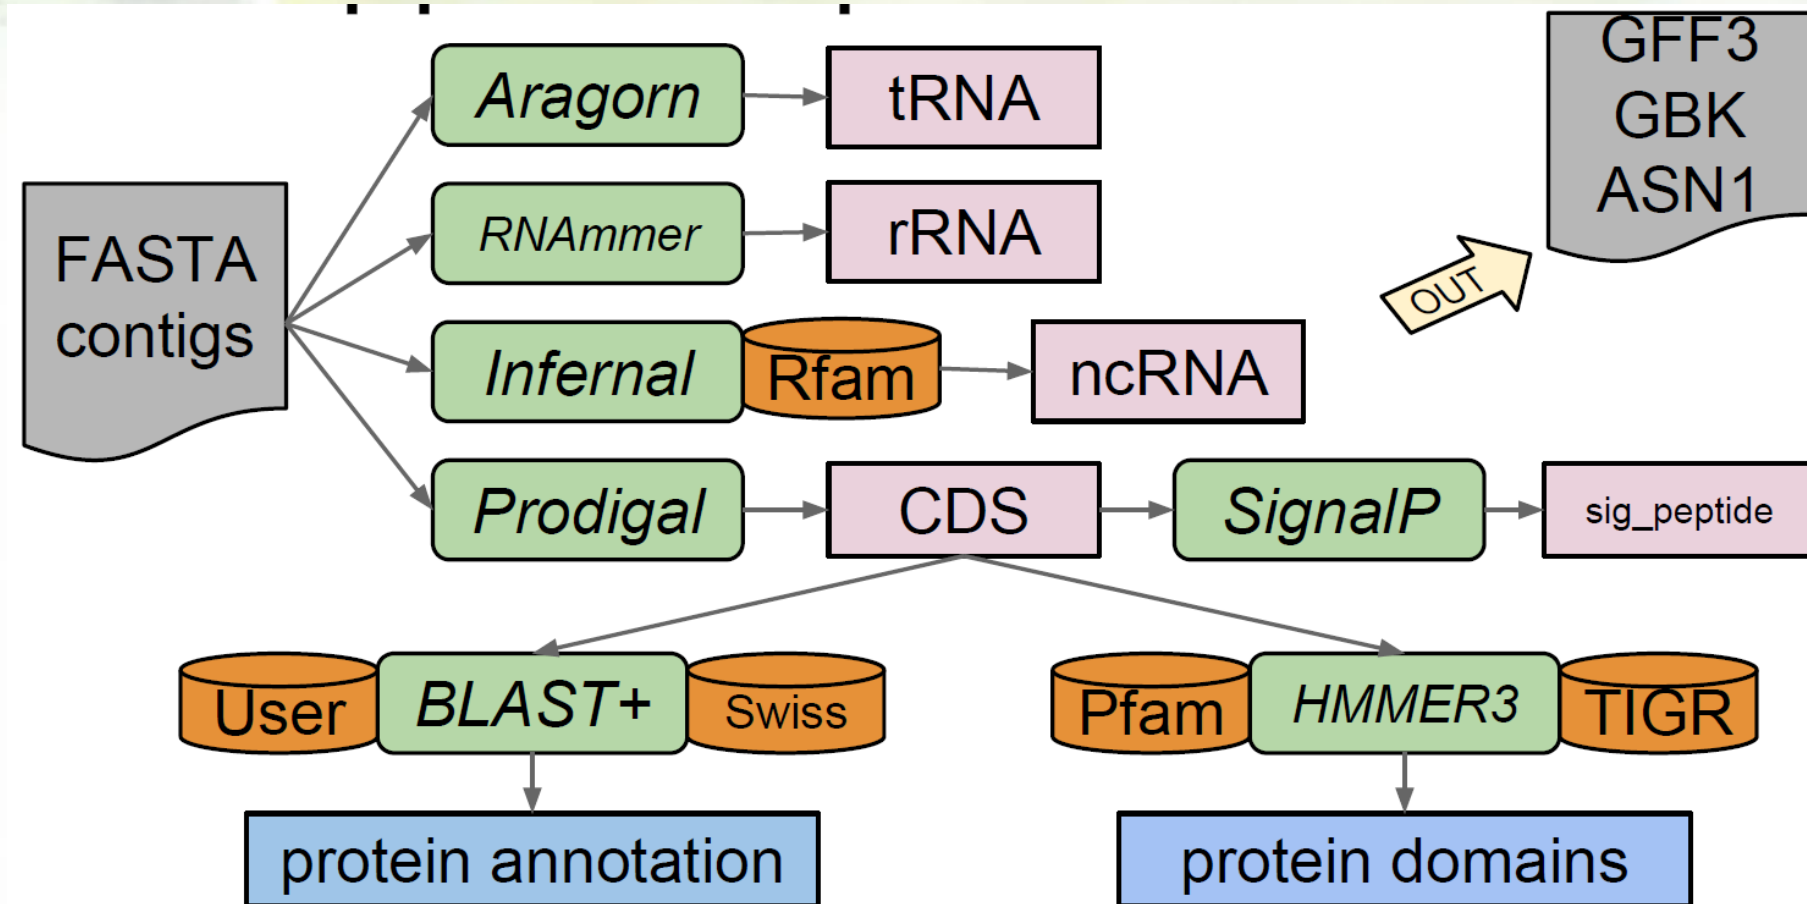 Aragorn
tRNA
GFF3
GBK
ASN1
RNAmmer
rRNA
FASTA
contigs
OUT
Infernal
Rfam
ncRNA
Prodigal
CDS
SignalP
sig_peptide
User
BLAST+
Swiss
Pfam
HMMER3
TIGR
protein annotation
protein domains